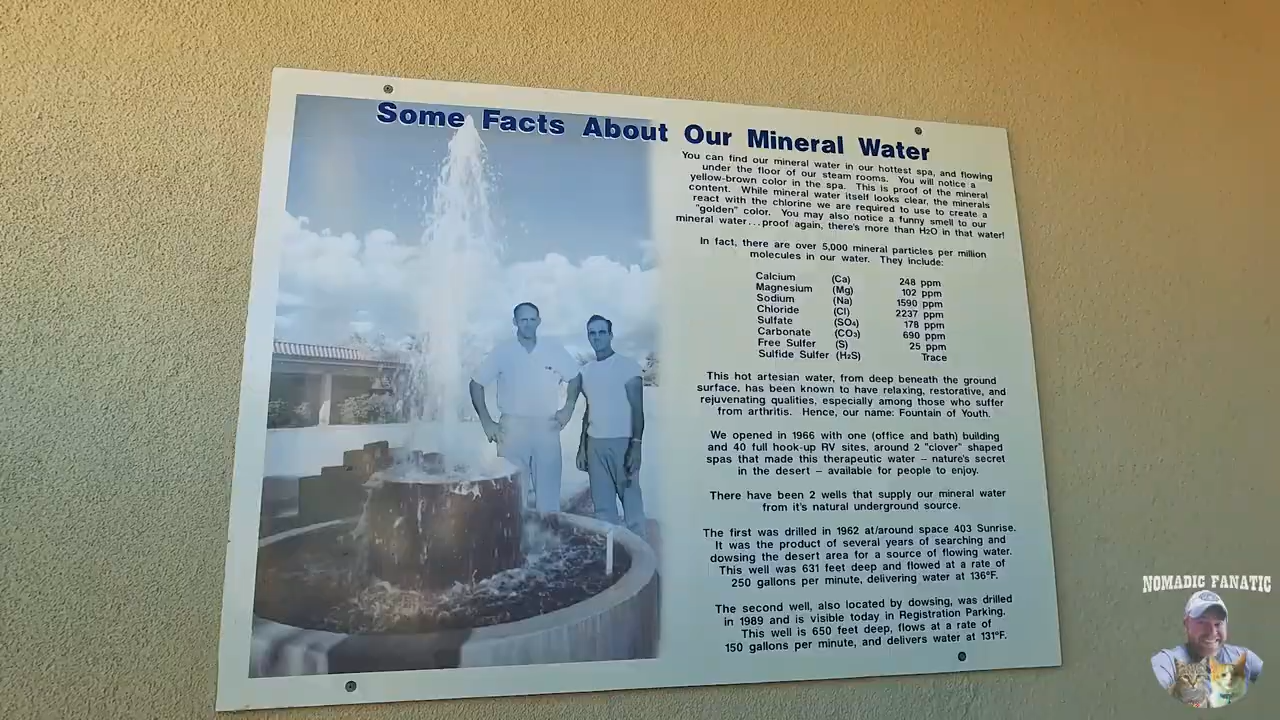 Some Facts About Our Mineral Water
You can find our mineral water in our hottest spa, and flowing
under the floor of our steam rooms. You will notice a
yellow-brown color in the spa. This is proof of the mineral
content. While mineral water itself looks clear, the minerals
react with the chlorine we are required to use to create a
"golden" color. You may also notice a funny smell to our
mineral water...proof again, there's more than H2O in that water!
In fact, there are over 5,000 mineral particles per million
molecules in our water. They include:
Calcium (Ca) 248 ppm
Magnesium (Mg) 102 ppm
Sodium (Na) 1590 ppm
Chloride (Cl) 2237 ppm
Sulfate (SO4) 178 ppm
Carbonate (CO3) 690 ppm
Free Sulfer (S) 25 ppm
Sulfide Sulfer (H2S) Trace
This hot artesian water, from deep beneath the ground
surface, has been known to have relaxing, restorative, and
rejuvenating qualities, especially among those who suffer
from arthritis. Hence, our name: Fountain of Youth.
We opened in 1966 with one (office and bath) building
and 40 full hook-up RV sites, around 2 "clover" shaped
spas that made this therapeutic water – nature's secret
in the desert – available for people to enjoy.
There have been 2 wells that supply our mineral water
from it's natural underground source.
The first was drilled in 1962 at/around space 403 Sunrise.
It was the product of several years of searching and
dowsing the desert area for a source of flowing water.
This well was 631 feet deep and flowed at a rate of
250 gallons per minute, delivering water at 136ºF.
The second well, also located by dowsing, was drilled
in 1989 and is visible today in Registration Parking.
This well is 650 feet deep, flows at a rate of
150 gallons per minute, and delivers water at 131ºF.
NOMADIC FANATIC